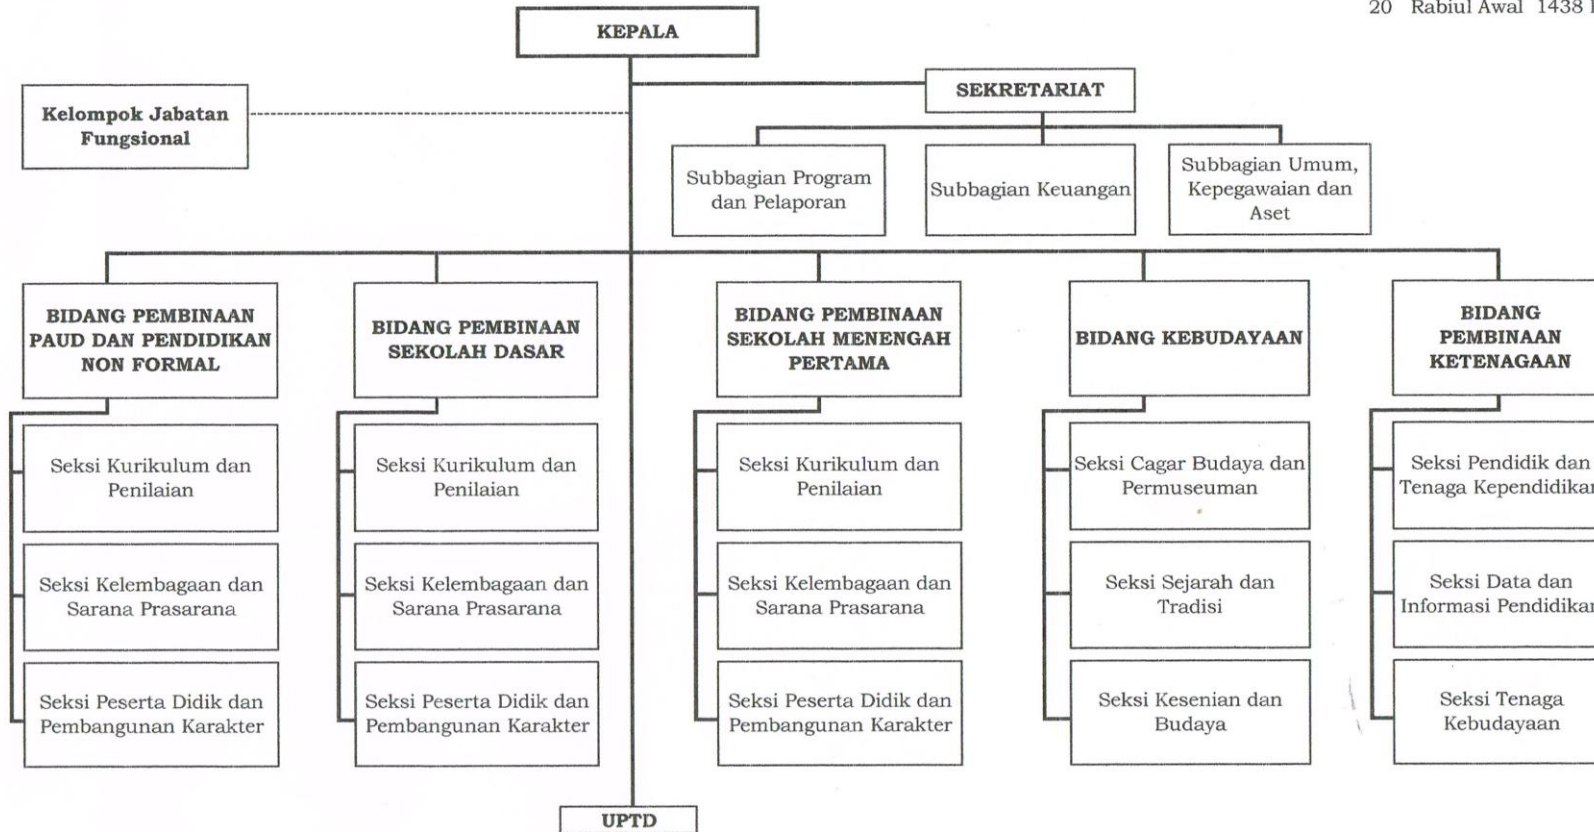 20 Rabiul Awal 1438
KEPALA
SEKRETARIAT
Kelompok Jabatan
Fungsional
Subbagian Program
dan Pelaporan
Subbagian Keuangan
Subbagian Umum,
Kepegawaian dan
Aset
BIDANG PEMBINAAN
PAUD DAN PENDIDIKAN
NON FORMAL
BIDANG PEMBINAAN
SEKOLAH DASAR
BIDANG PEMBINAAN
SEKOLAH MENENGAH
PERTAMA
BIDANG KEBUDAYAAN
BIDANG
PEMBINAAN
KETENAGAAN
Seksi Kurikulum dan
Penilaian
Seksi Kelembagaan dan
Sarana Prasarana
Seksi Peserta Didik dan
Pembangunan Karakter
Seksi Kurikulum dan
Penilaian
Seksi Kelembagaan dan
Sarana Prasarana
Seksi Peserta Didik dan
Pembangunan Karakter
Seksi Kurikulum dan
Penilaian
Seksi Kelembagaan dan
Sarana Prasarana
Seksi Peserta Didik dan
Pembangunan Karakter
Seksi Cagar Budaya dan
Permuseuman
Seksi Sejarah dan
Tradisi
Seksi Kesenian dan
Budaya
Seksi Pendidik dan
Tenaga Kependidikan
Seksi Data dan
Informasi Pendidikan
Seksi Tenaga
Kebudayaan
UPTD